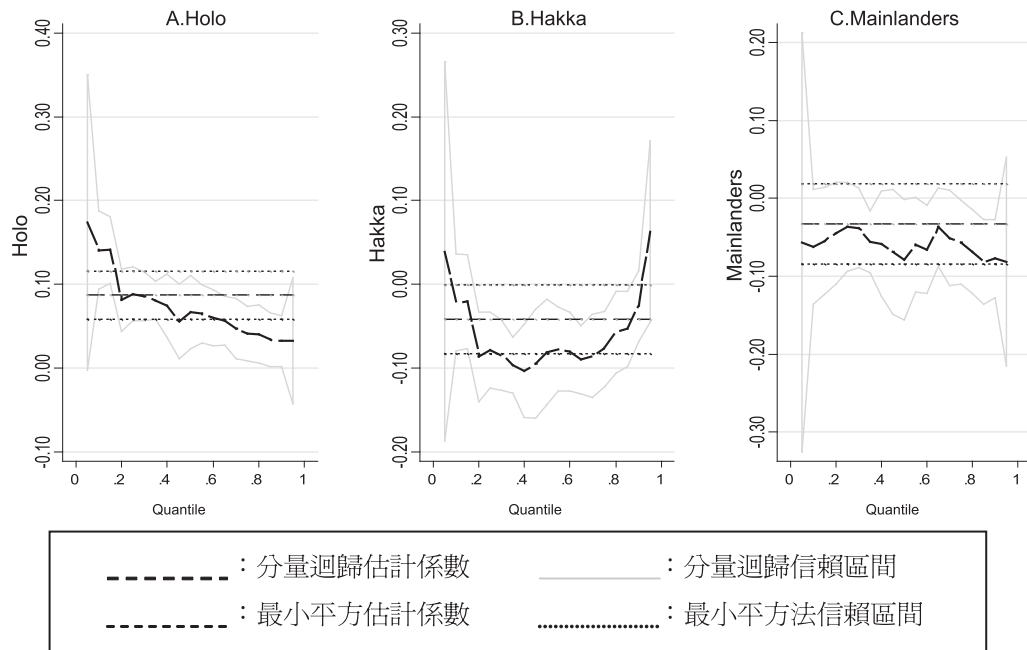 A.Holo
0.40
0.30
0.20
0.10
0.00
-0.10
Holo
0 .2 .4 .6 .8 1
Quantile
B.Hakka
0.30
0.20
0.10
0.00
-0.10
-0.20
Hakka
0 .2 .4 .6 .8 1
Quantile
C.Mainlanders
0.20
0.10
0.00
-0.10
-0.20
-0.30
Mainlanders
0 .2 .4 .6 .8 1
Quantile
：分量迴歸估計係數
：分量迴歸信賴區間
：最小平方估計係數
：最小平方法信賴區間